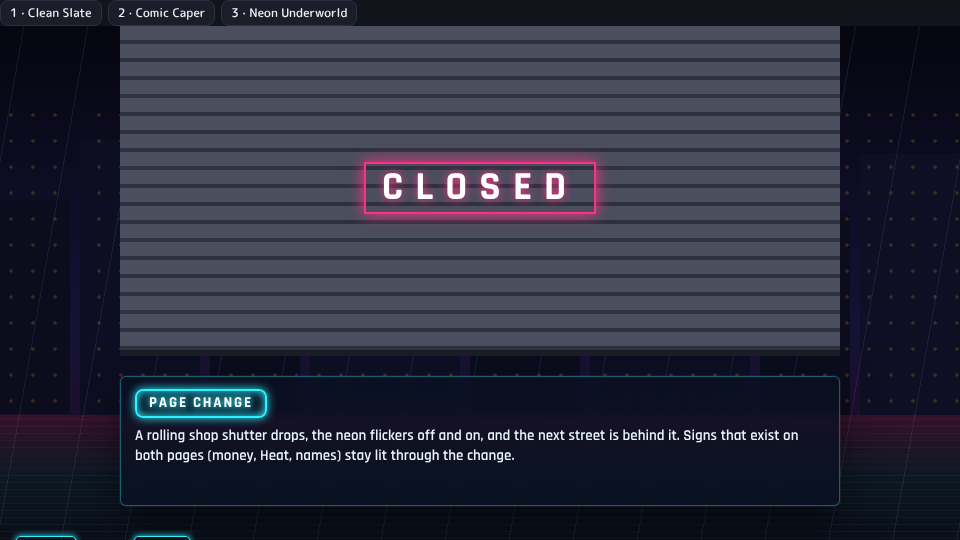 1 · Clean Slate
2 · Comic Caper
3 · Neon Underworld
CLOSED
PAGE CHANGE
A rolling shop shutter drops, the neon flickers off and on, and the next street is behind it. Signs that exist on
both pages (money, Heat, names) stay lit through the change.